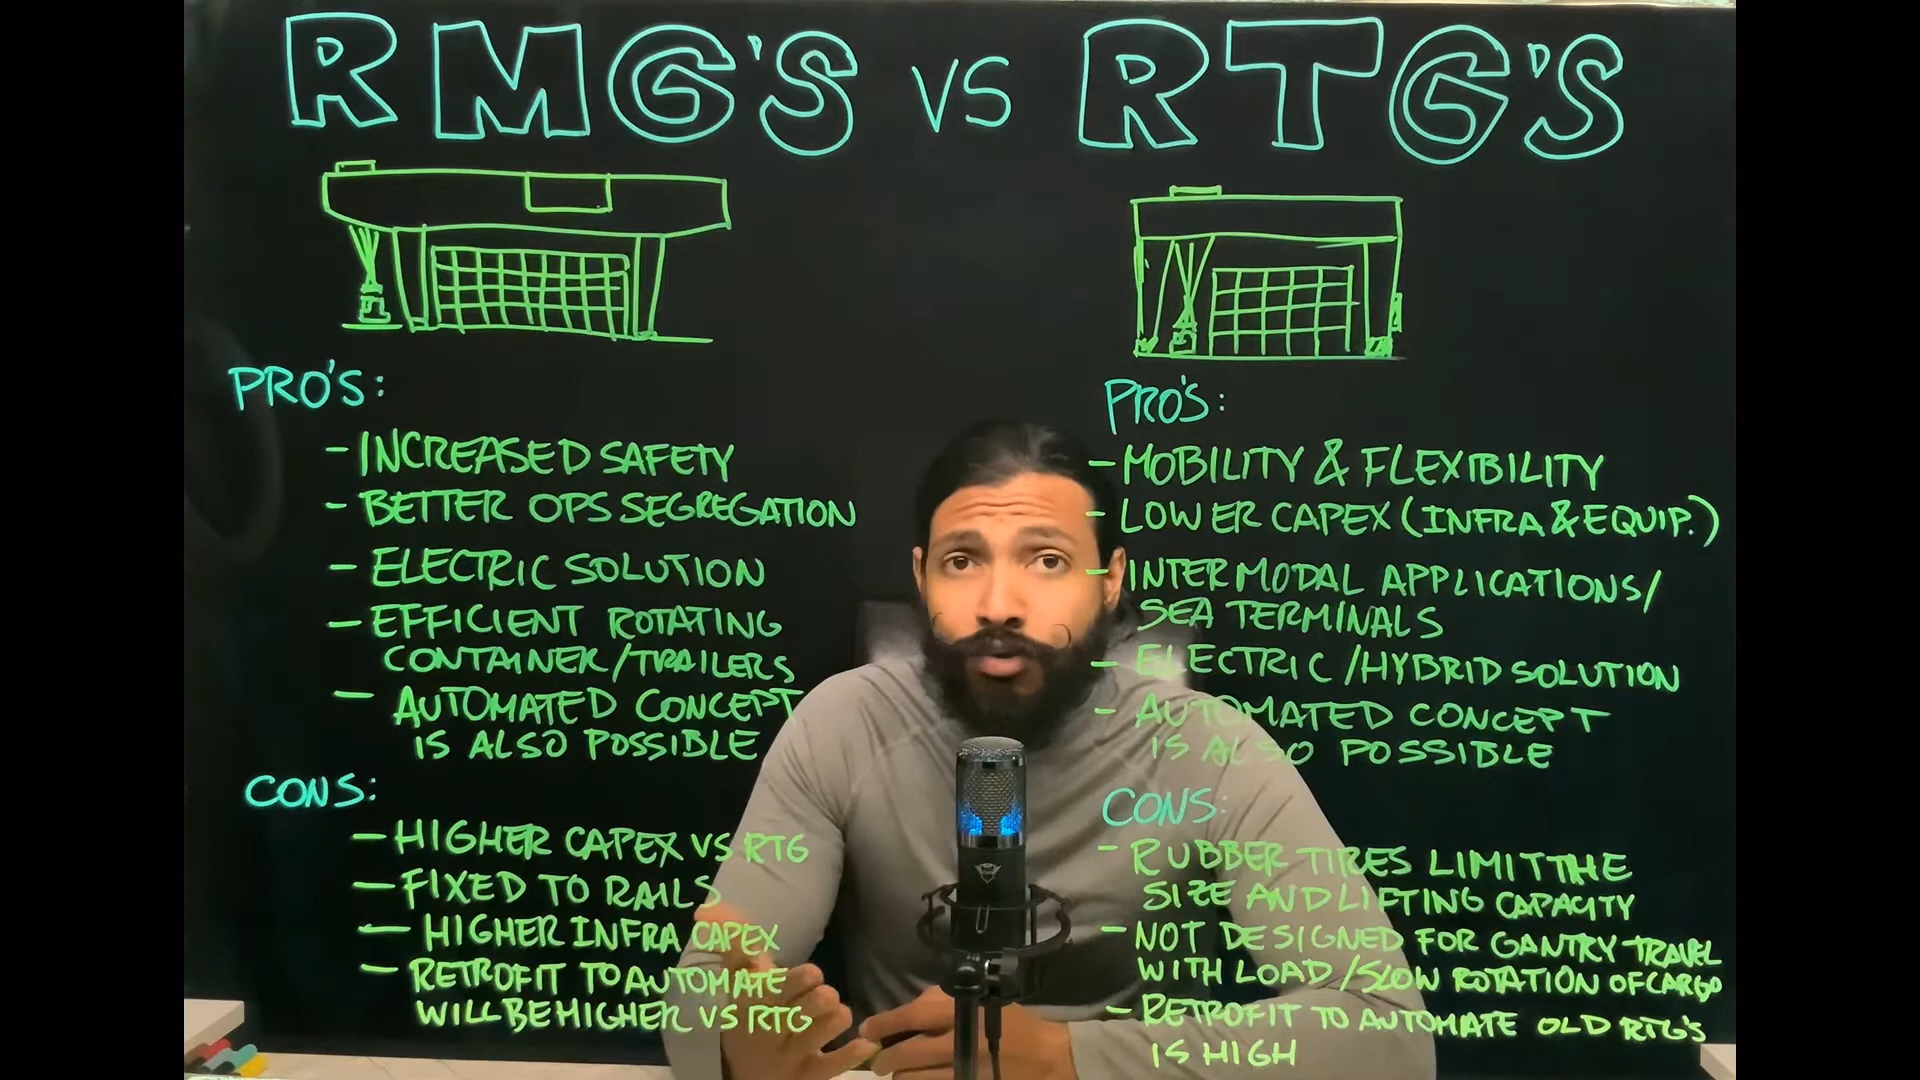 RMG'S VS RTG'S
PRO'S:
- INCREASED SAFETY
- BETTER OPS SEGREGATION
- ELECTRIC SOLUTION
- EFFICIENT ROTATING
CONTAINER/TRAILERS
- AUTOMATED CONCEPT
IS ALSO POSSIBLE
CONS:
- HIGHER CAPEX VS RTG
- FIXED TO RAILS
- HIGHER INFRA CAPEX
- RETROFIT TO AUTOMATE
WILL BE HIGHER VS RTG
PRO'S:
- MOBILITY & FLEXIBILITY
- LOWER CAPEX (INFRA & EQUIP.)
- INTERMODAL APPLICATIONS/
SEA TERMINALS
- ELECTRIC/HYBRID SOLUTION
- AUTOMATED CONCEPT
IS ALSO POSSIBLE
CONS:
- RUBBER TIRES LIMIT THE
SIZE AND LIFTING CAPACITY
- NOT DESIGNED FOR GANTRY TRAVEL
WITH LOAD/SLOW ROTATION OF CARGO
- RETROFIT TO AUTOMATE OLD RTG'S
IS HIGH